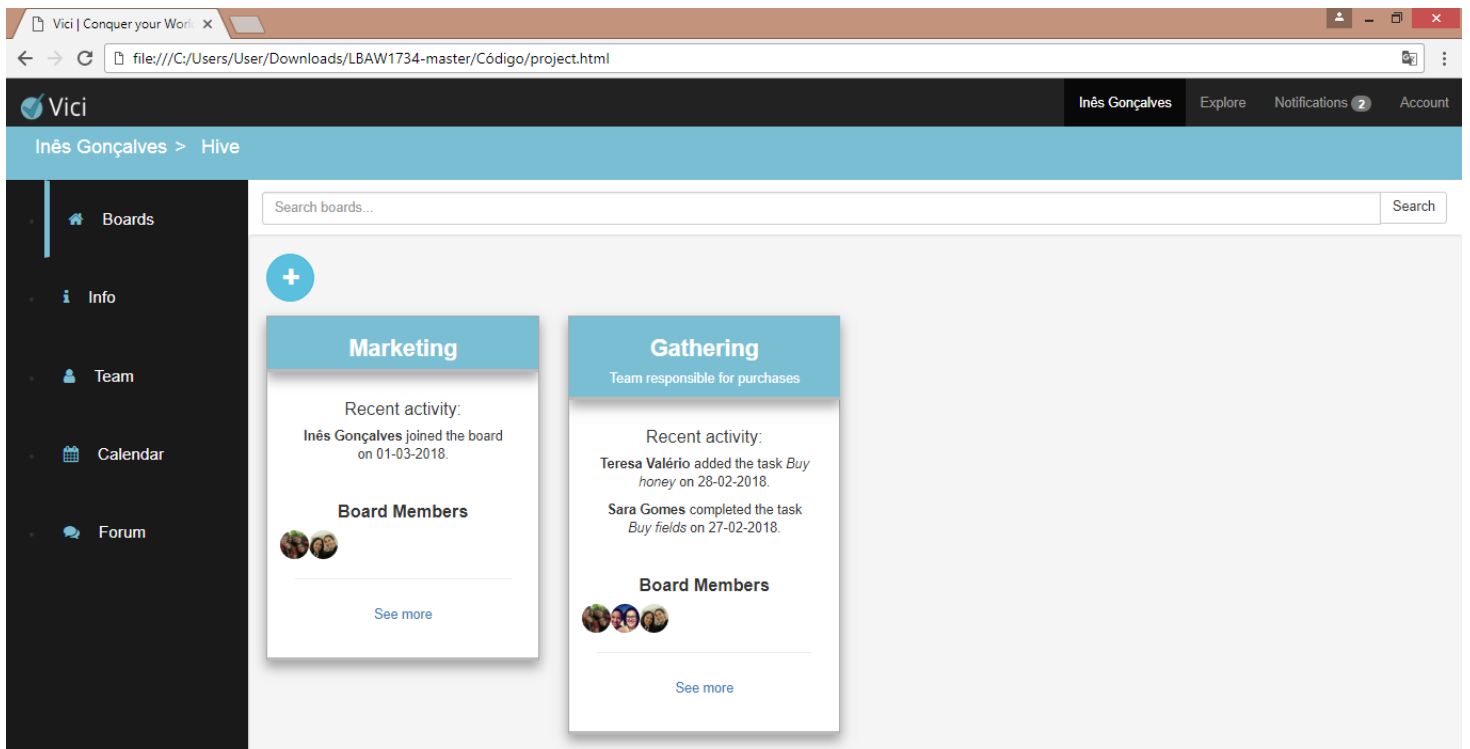 Vici | Conquer your Worl
file:///C:/Users/User/Downloads/LBAW1734-master/Código/project.html
Vici
Inês Gonçalves
Explore
Notifications 2
Account
Inês Gonçalves > Hive
Boards
Info
Team
Calendar
Forum
Search boards...
Search
Marketing
Recent activity:
Inês Gonçalves joined the board
on 01-03-2018.
Board Members
See more
Gathering
Team responsible for purchases
Recent activity:
Teresa Valério added the task Buy
honey on 28-02-2018.
Sara Gomes completed the task
Buy fields on 27-02-2018.
Board Members
See more